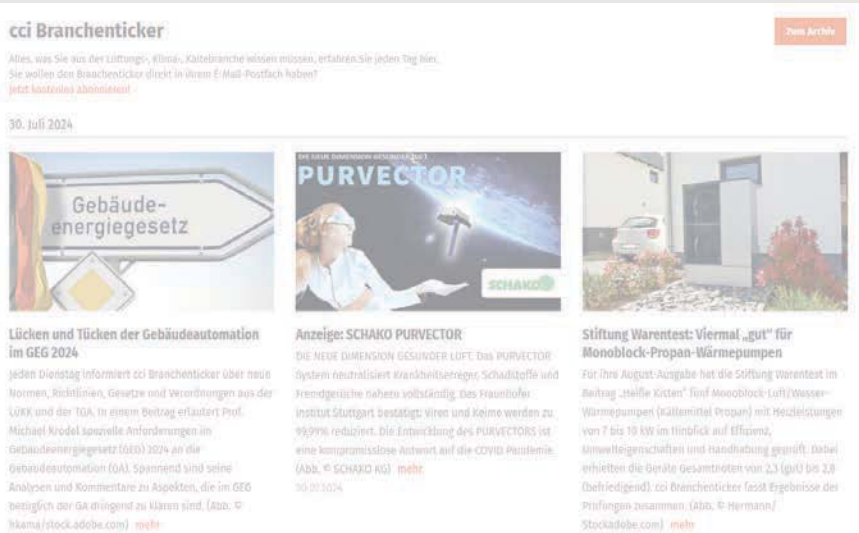 cci Branchenticker
Zum Archiv
Alles, was Sie aus der Lüftungs-, Klima-, Kältebranche wissen müssen, erfahren Sie jeden Tag hier.
Sie wollen den Branchenticker direkt in Ihrem E-Mail-Postfach haben?
Jetzt kostenlos abonnieren!
30. Juli 2024
Gebäude-
energiegesetz
Lücken und Tücken der Gebäudeautomation
im GEG 2024
Jeden Dienstag informiert cci Branchenticker über neue
Normen, Richtlinien, Gesetze und Verordnungen aus der
LüKK und der TGA. In einem Beitrag erläutert Prof.
Michael Krödel spezielle Anforderungen im
Gebäudeenergiegesetz (GEG) 2024 an die
Gebäudeautomation (GA). Spannend sind seine
Analysen und Kommentare zu Aspekten, die im GEG
bezüglich der GA dringend zu klären sind. (Abb. ©
hkama/stock.adobe.com) mehr
DIE NEUE DIMENSION GESUNDER LUFT
PURVECTOR
SCHAKO
Anzeige: SCHAKO PURVECTOR
DIE NEUE DIMENSION GESUNDER LUFT. Das PURVECTOR
System neutralisiert Krankheitserreger, Schadstoffe und
Fremdgerüche nahezu vollständig. Das Fraunhofer
Institut Stuttgart bestätigt: Viren und Keime werden zu
99,99% reduziert. Die Entwicklung des PURVECTORS ist
eine kompromisslose Antwort auf die COVID Pandemie.
(Abb. © SCHAKO KG) mehr
30.07.2024
Stiftung Warentest: Viermal „gut“ für
Monoblock-Propan-Wärmepumpen
Für ihre August-Ausgabe hat die Stiftung Warentest im
Beitrag „Heiße Kisten“ fünf Monoblock-Luft/Wasser-
Wärmepumpen (Kältemittel Propan) mit Heizleistungen
von 7 bis 10 kW im Hinblick auf Effizienz,
Umwelteigenschaften und Handhabung geprüft. Dabei
erhielten die Geräte Gesamtnoten von 2,3 (gut) bis 2,8
(befriedigend). cci Branchenticker fasst Ergebnisse der
Prüfungen zusammen. (Abb. © Hermann/
Stockadobe.com) mehr